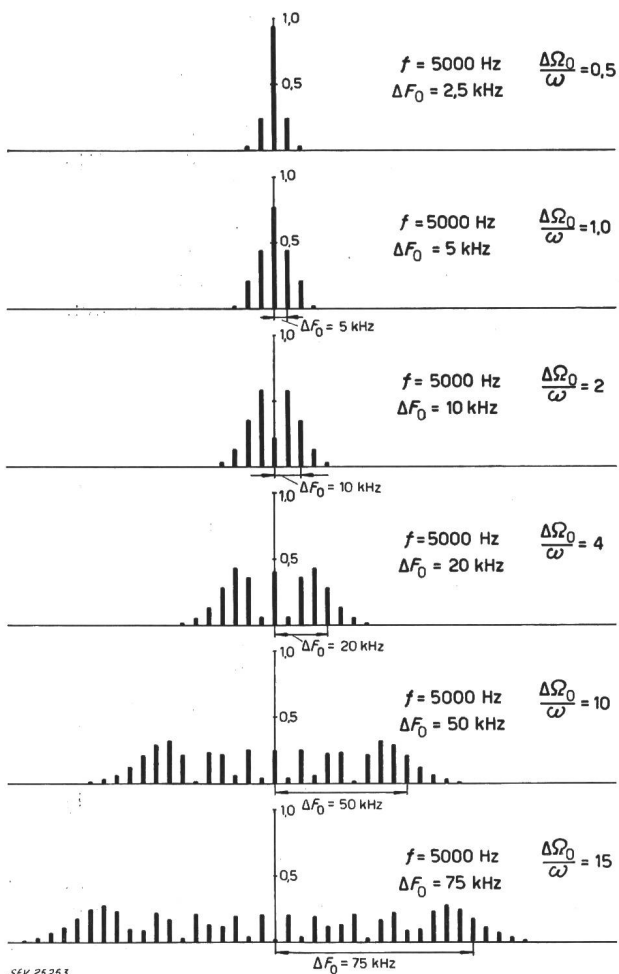 1,0
f = 5000 Hz ΔΩ₀/ω = 0,5
0,5
ΔF₀ = 2,5 kHz
1,0
f = 5000 Hz ΔΩ₀/ω = 1,0
0,5
ΔF₀ = 5 kHz
ΔF₀ = 5 kHz
1,0
f = 5000 Hz ΔΩ₀/ω = 2
ΔF₀ = 10 kHz
0,5
ΔF₀ = 10 kHz
1,0
f = 5000 Hz ΔΩ₀/ω = 4
0,5
ΔF₀ = 20 kHz
ΔF₀ = 20 kHz
1,0
f = 5000 Hz ΔΩ₀/ω = 10
0,5
ΔF₀ = 50 kHz
ΔF₀ = 50 kHz
1,0
f = 5000 Hz ΔΩ₀/ω = 15
0,5
ΔF₀ = 75 kHz
ΔF₀ = 75 kHz
SEV 26263